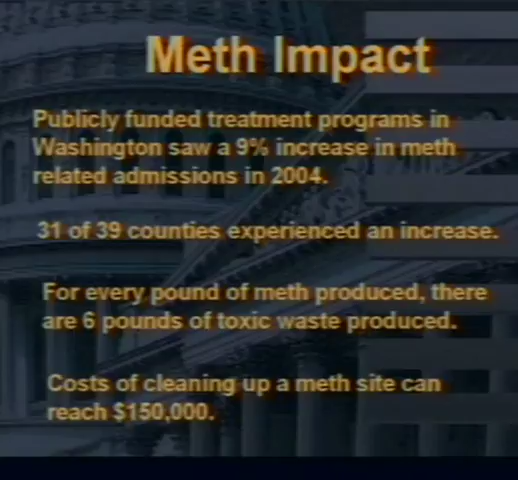 Meth Impact
Publicly funded treatment programs in
Washington saw a 9% increase in meth
related admissions in 2004.
31 of 39 counties experienced an increase.
For every pound of meth produced, there
are 6 pounds of toxic waste produced.
Costs of cleaning up a meth site can
reach $150,000.